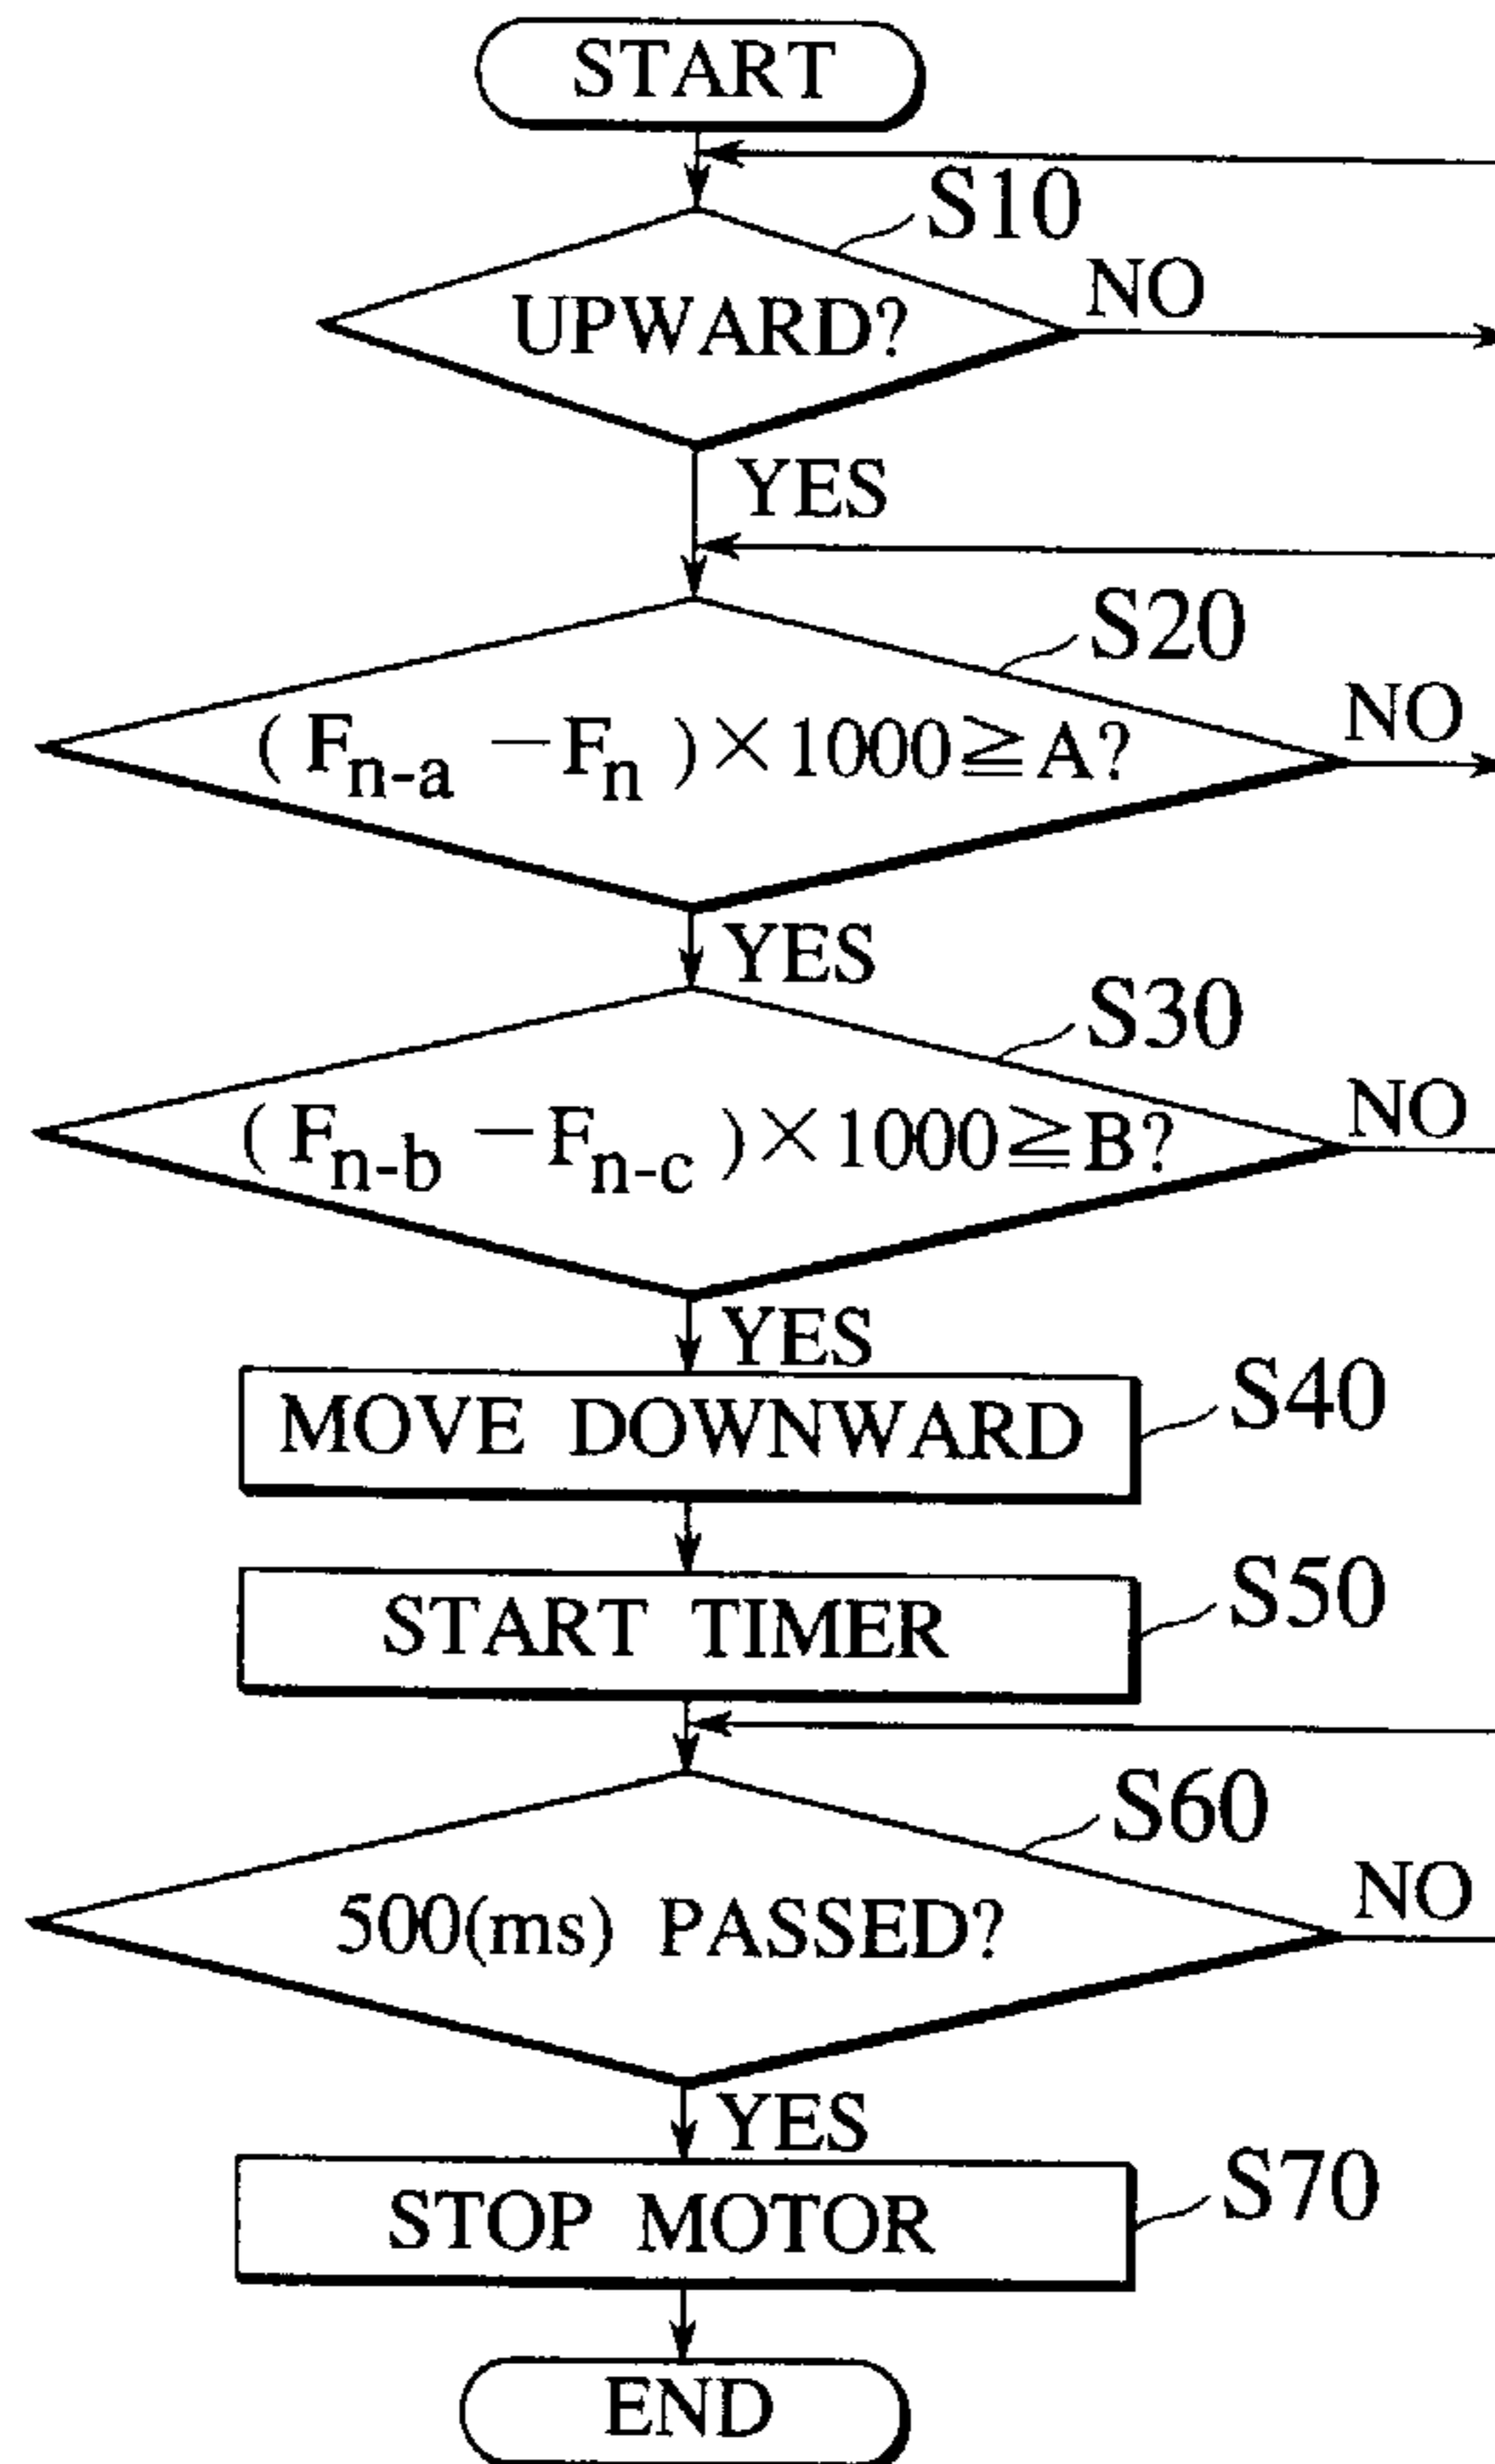 START
S10
UPWARD?
NO
YES
S20
( Fn-a − Fn ) × 1000 ≧ A?
NO
YES
S30
( Fn-b − Fn-c ) × 1000 ≧ B?
NO
YES
MOVE DOWNWARD
S40
START TIMER
S50
S60
500(ms) PASSED?
NO
YES
STOP MOTOR
S70
END